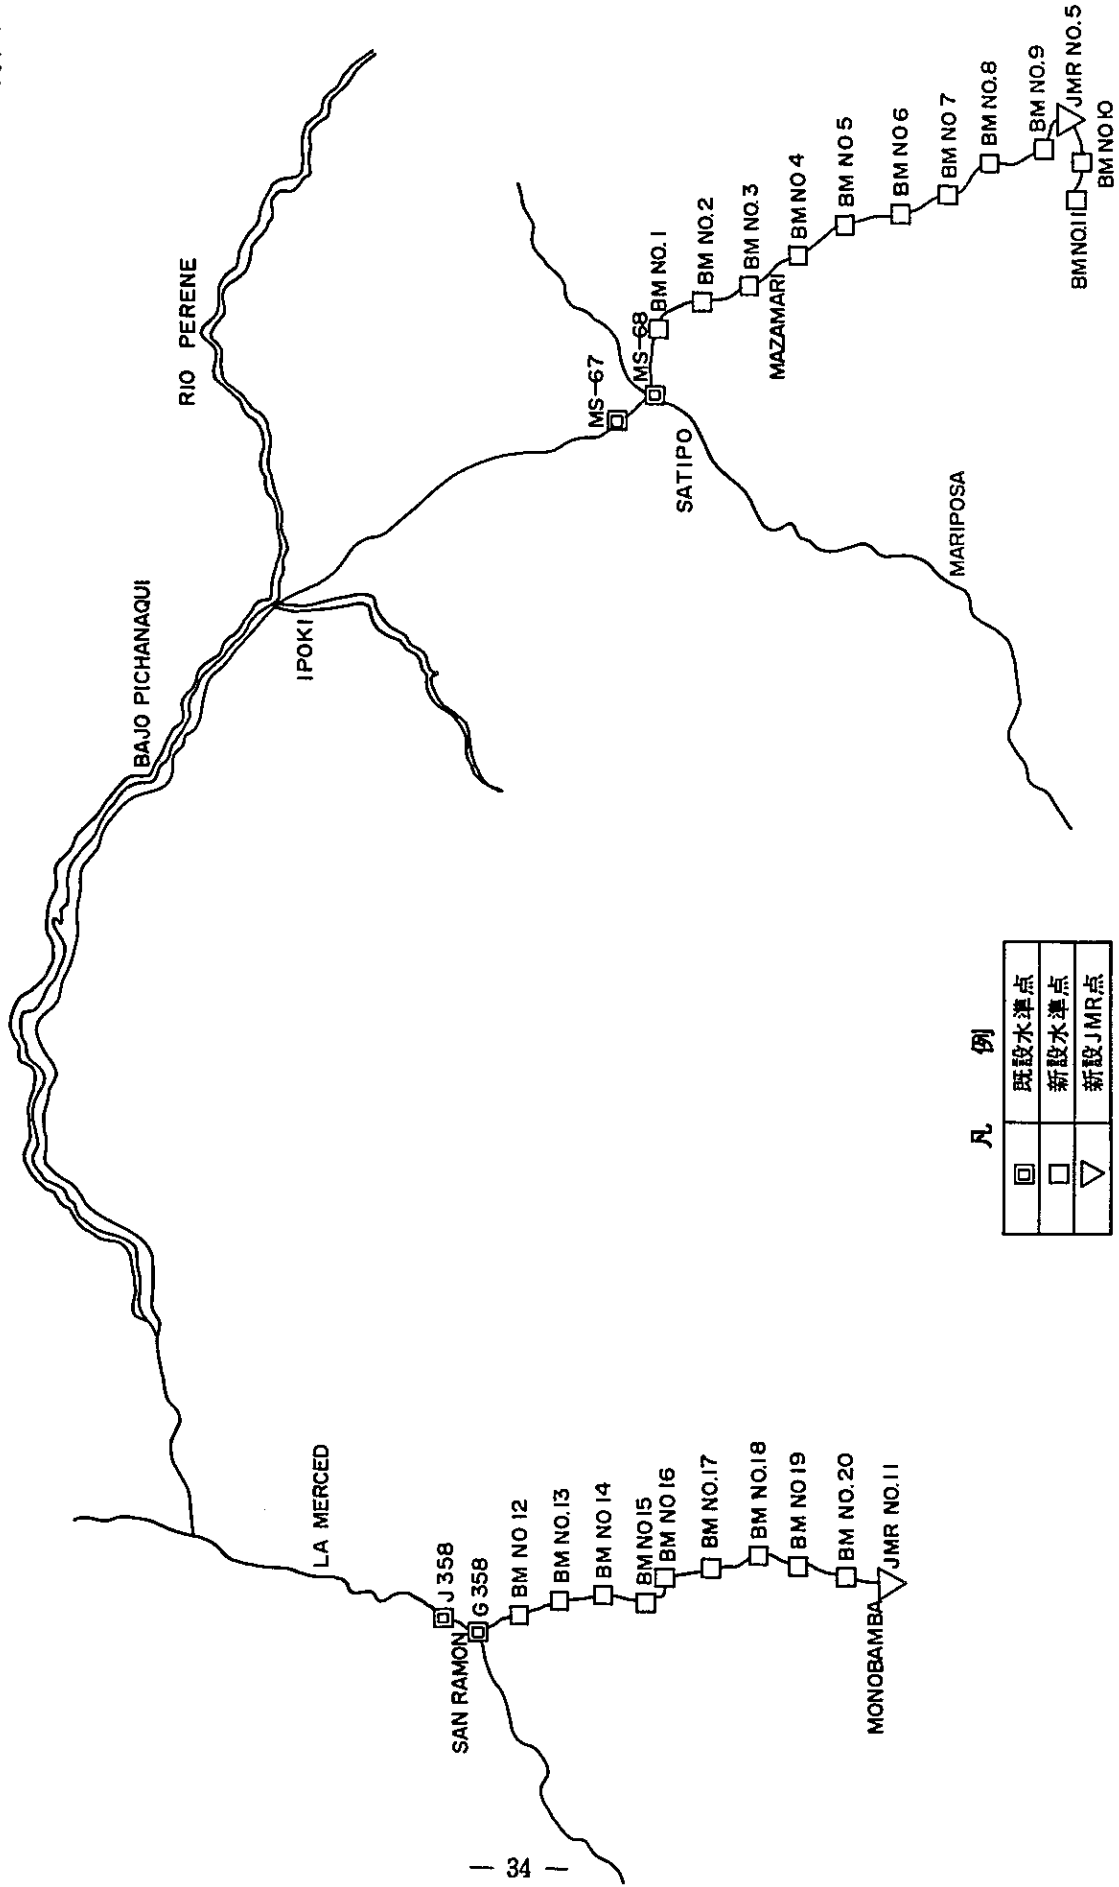 RIO PERENE
BAJO PICHANAQUI
IPOKI
MS-67
MS-68
SATIPO
MARIPOSA
BM NO.1
BM NO.2
BM NO.3
MAZAMARI
BM NO 4
BM NO 5
BM NO 6
BM NO 7
BM NO.8
BM NO.9
JMR NO.5
BM NO 10
BM NO.11
LA MERCED
J 358
G 358
SAN RAMON
BM NO 12
BM NO.13
BM NO 14
BM NO 15
BM NO 16
BM NO.17
BM NO.18
BM NO 19
BM NO.20
JMR NO.11
MONOBAMBA
凡 例
既設水準点
新設水準点
新設JMR点
— 34 —